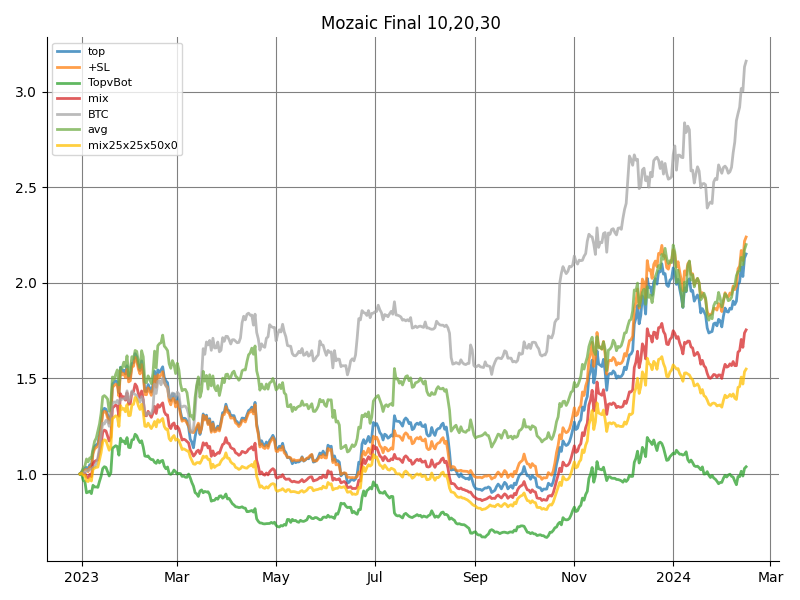 Mozaic Final 10,20,30
top
+SL
TopvBot
mix
BTC
avg
mix25x25x50x0
3.0
2.5
2.0
1.5
1.0
2023
Mar
May
Jul
Sep
Nov
2024
Mar